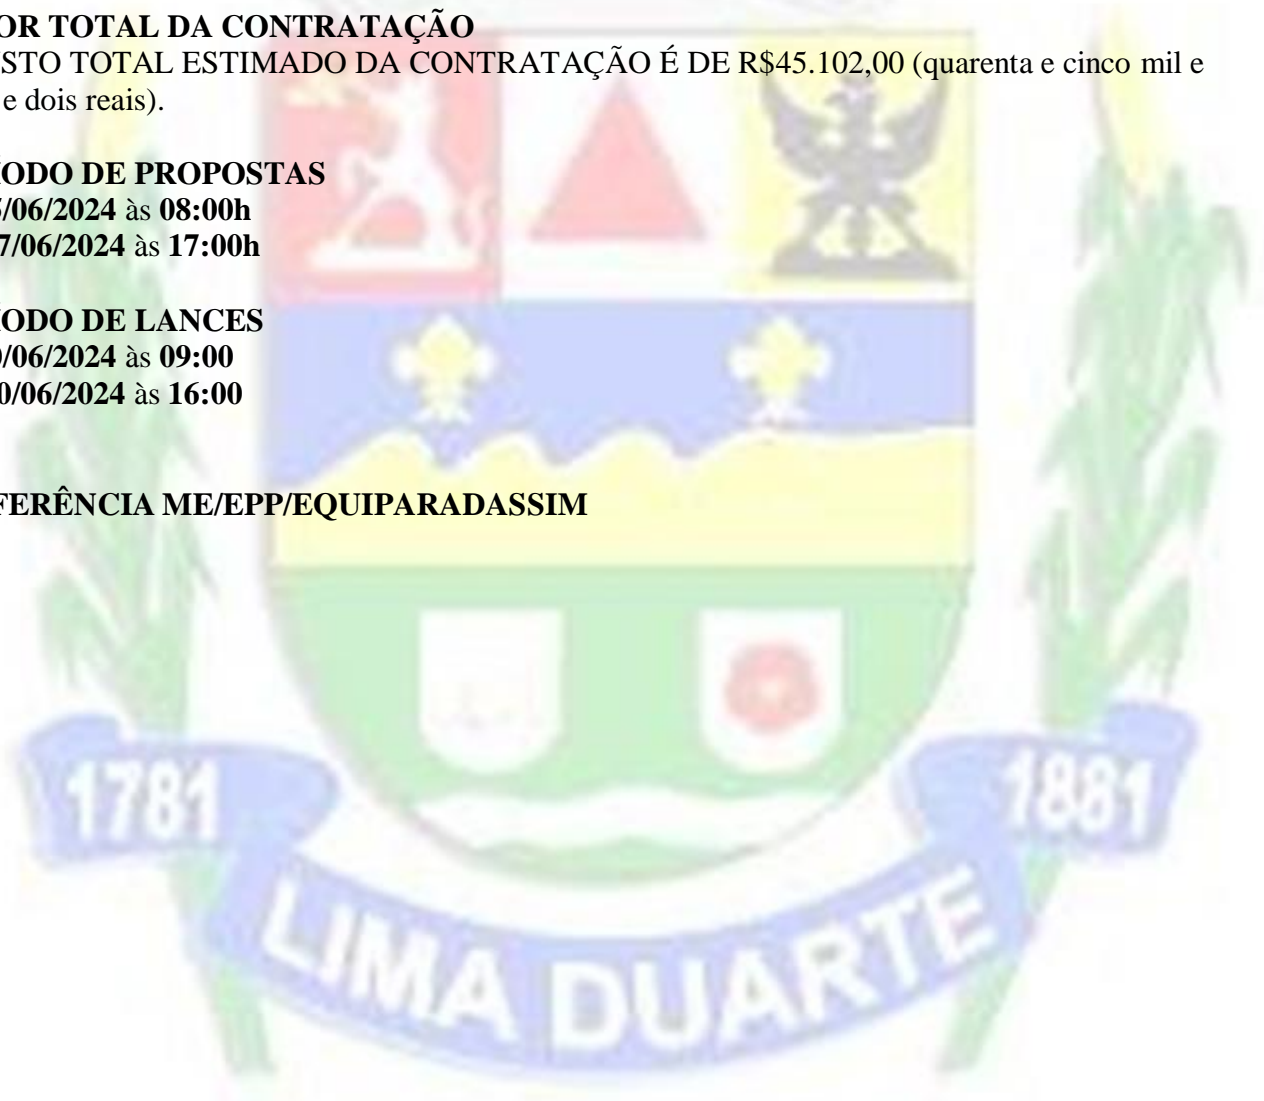 OR TOTAL DA CONTRATAÇÃO
STO TOTAL ESTIMADO DA CONTRATAÇÃO É DE R$45.102,00 (quarenta e cinco mil e
e dois reais).
ODO DE PROPOSTAS
/06/2024 às 08:00h
7/06/2024 às 17:00h
ODO DE LANCES
/06/2024 às 09:00
0/06/2024 às 16:00
FERÊNCIA ME/EPP/EQUIPARADASSIM
1781
1881
LIMA DUARTE